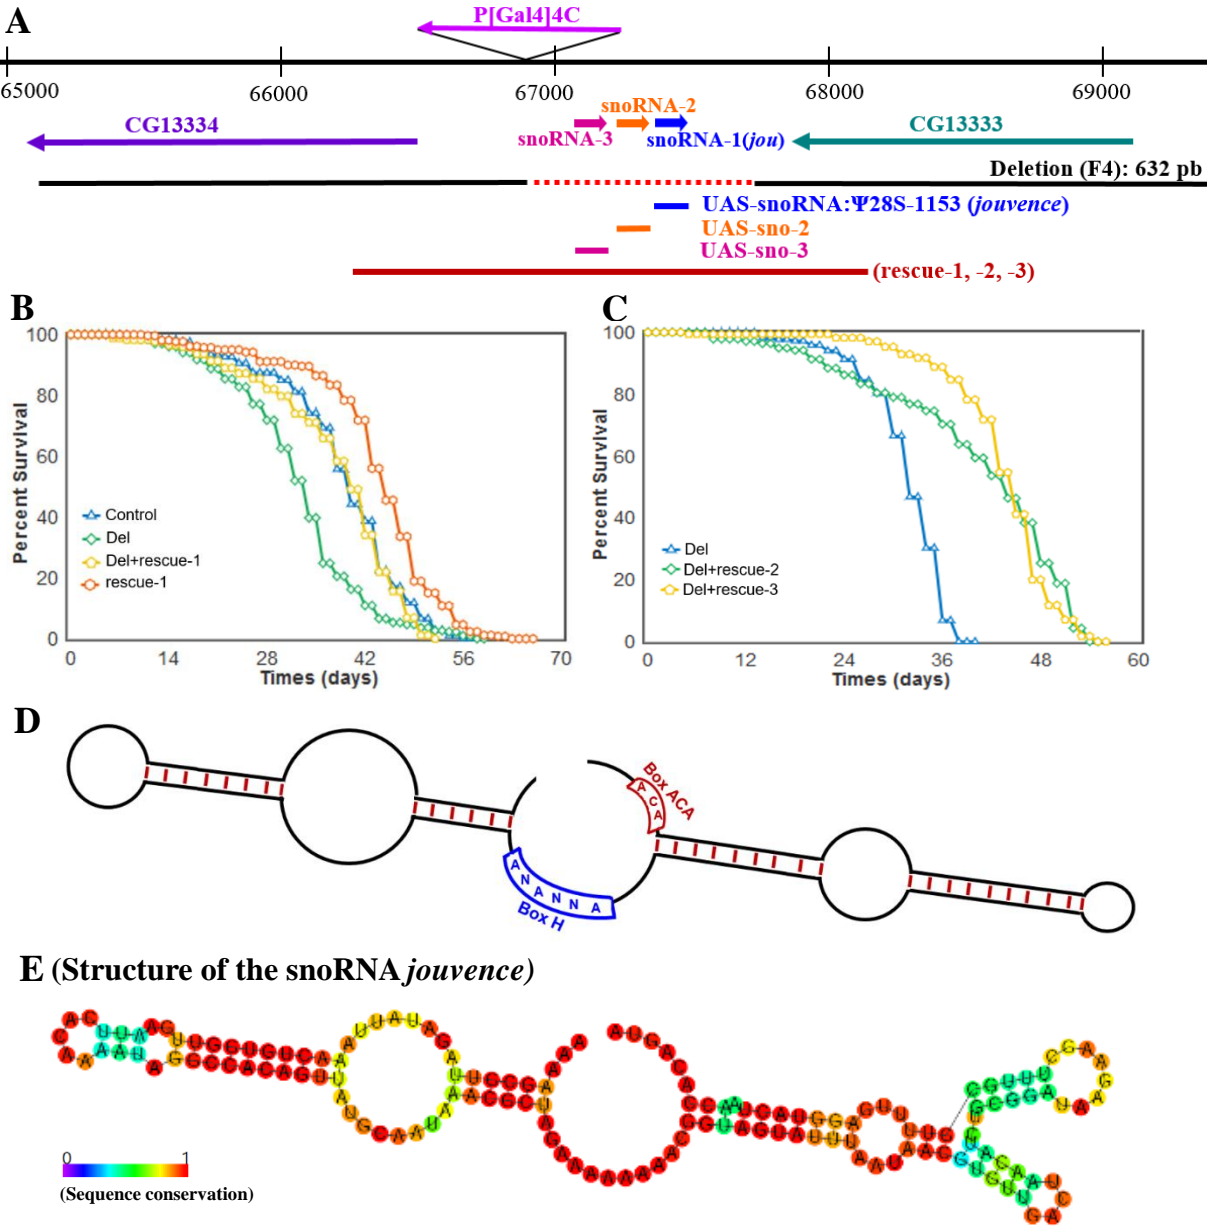 A
P[Gal4]4C
65000 66000 67000 68000 69000
snoRNA-2
CG13334 CG13333
snoRNA-3 snoRNA-1(jou)
Deletion (F4): 632 pb
UAS-snoRNA:Ψ28S-1153 (jouvence)
UAS-sno-2
UAS-sno-3
(rescue-1, -2, -3)
B
Percent Survival
100
80
60
40
20
0
Control
Del
Del+rescue-1
rescue-1
0 14 28 42 56 70
Times (days)
C
Percent Survival
100
80
60
40
20
0
Del
Del+rescue-2
Del+rescue-3
0 12 24 36 48 60
Times (days)
D
Box ACA
A C A
A N A N N A
Box H
E (Structure of the snoRNA jouvence)
0 1
(Sequence conservation)